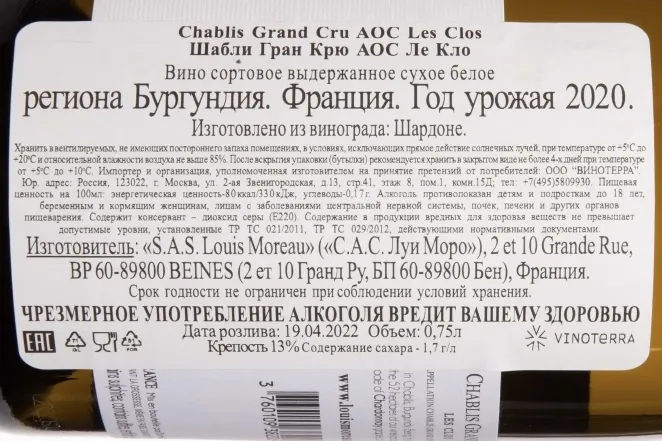 Chablis Grand Cru AOC Les Clos
Шабли Гран Крю АОС Ле Кло
Вино сортовое выдержанное сухое белое
региона Бургундия. Франция. Год урожая 2020.
Изготовлено из винограда: Шардоне.
Хранить в вентилируемых, не имеющих постороннего запаха помещениях, в условиях, исключающих прямое действие солнечных лучей, при температуре от +5°С до
+20°С и относительной влажности воздуха не выше 85%. После вскрытия упаковки (бутылки) рекомендуется хранить в закрытом виде не более 4-х дней при температуре
от +5°С до +10°С. Импортер и организация, уполномоченная изготовителем на принятие претензий от потребителей: ООО "ВИНОТЕРРА".
Юр. адрес: Россия, 123022, г. Москва, ул. 2-ая Звенигородская, д.13, стр.41, этаж 8, пом.1, комн.15Д; тел: +7(495)5809930. Пищевая
ценность на 100мл: энергетическая ценность-80ккал/330кДж, углеводы-0,17г. Алкоголь противопоказан детям и подросткам до 18 лет,
беременным и кормящим женщинам, лицам с заболеваниями центральной нервной системы, почек, печени и других органов
пищеварения. Содержит консервант – диоксид серы (Е220). Содержание в продукции вредных для здоровья веществ не превышает
допустимые уровни, установленные ТР ТС 021/2011, ТР ТС 029/2012, действующими нормативными документами.
Изготовитель: «S.A.S. Louis Moreau» («С.А.С. Луи Моро»), 2 et 10 Grande Rue,
BP 60-89800 BEINES (2 ет 10 Гранд Ру, БП 60-89800 Бен), Франция.
Срок годности не ограничен при соблюдении условий хранения.
ЧРЕЗМЕРНОЕ УПОТРЕБЛЕНИЕ АЛКОГОЛЯ ВРЕДИТ ВАШЕМУ ЗДОРОВЬЮ
Дата розлива: 19.04.2022 Объем: 0,75л
Крепость 13% Содержание сахара - 1,7 г/л
EAC
VINOTERRA
www.louismo
CHABLIS GRA
LES CL